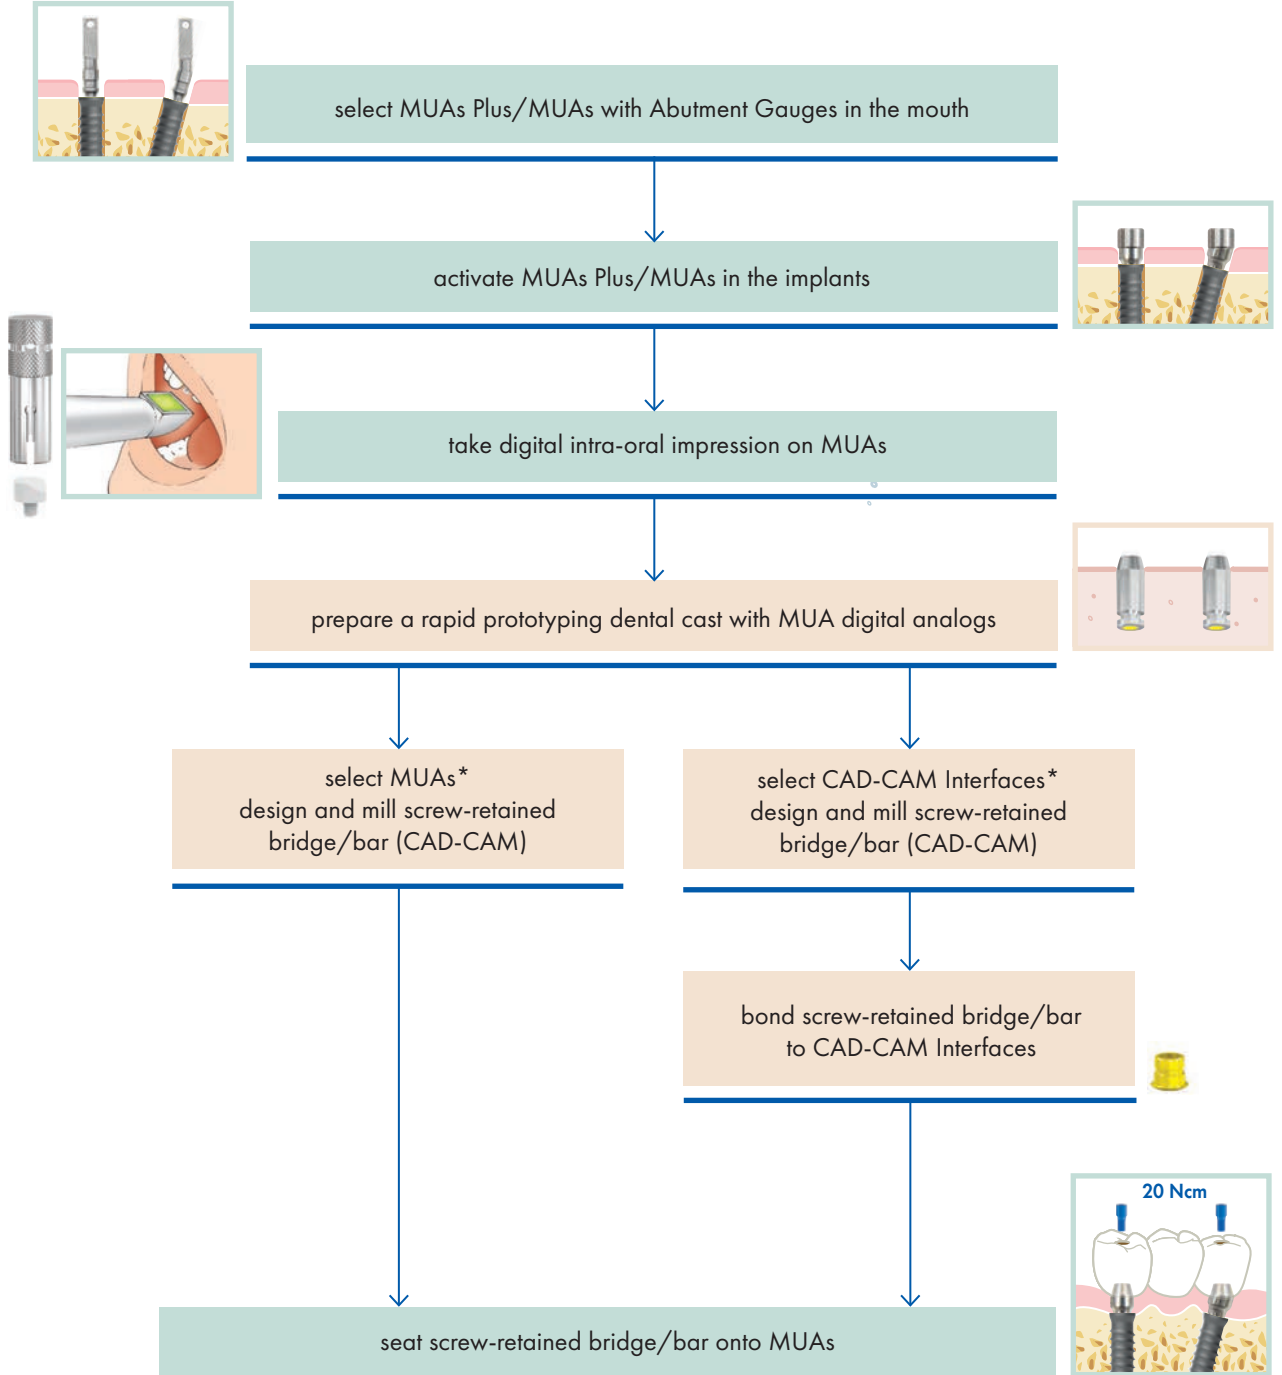 select MUAs Plus/MUAs with Abutment Gauges in the mouth
activate MUAs Plus/MUAs in the implants
take digital intra-oral impression on MUAs
prepare a rapid prototyping dental cast with MUA digital analogs
select MUAs*
design and mill screw-retained
bridge/bar (CAD-CAM)
select CAD-CAM Interfaces*
design and mill screw-retained
bridge/bar (CAD-CAM)
bond screw-retained bridge/bar
to CAD-CAM Interfaces
20 Ncm
seat screw-retained bridge/bar onto MUAs